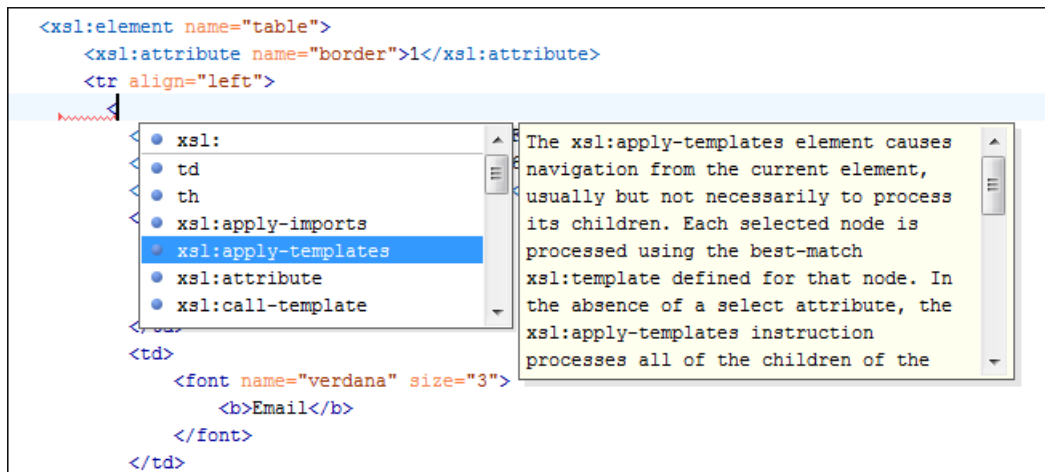 <xsl:element name="table">
<xsl:attribute name="border">1</xsl:attribute>
<tr align="left">
<
xsl:
td
th
xsl:apply-imports
xsl:apply-templates
xsl:attribute
xsl:call-template
The xsl:apply-templates element causes
navigation from the current element,
usually but not necessarily to process
its children. Each selected node is
processed using the best-match
xsl:template defined for that node. In
the absence of a select attribute, the
xsl:apply-templates instruction
processes all of the children of the
<td>
<font name="verdana" size="3">
<b>Email</b>
</font>
</td>